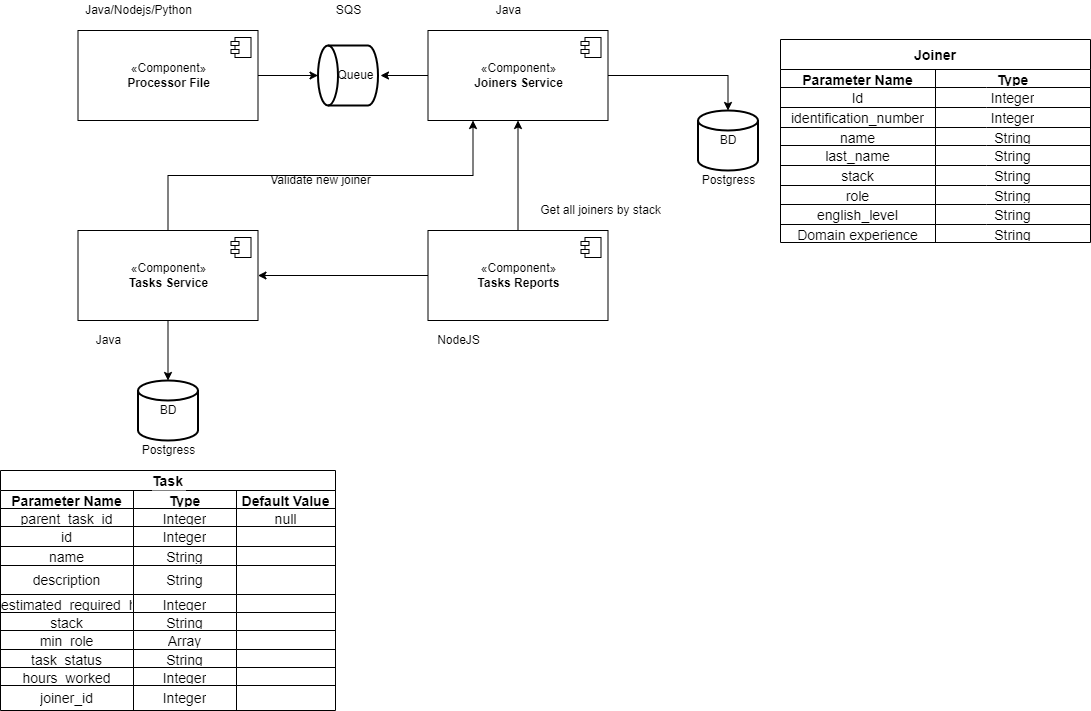 Java/Nodejs/Python
SQS
Java
«Component»
Processor File
Queue
«Component»
Joiners Service
BD
Postgress
Validate new joiner
Get all joiners by stack
«Component»
Tasks Service
«Component»
Tasks Reports
Java
NodeJS
BD
Postgress
Joiner
Parameter Name Type
Id Integer
identification_number Integer
name String
last_name String
stack String
role String
english_level String
Domain experience String
Task
Parameter Name Type Default Value
parent_task_id Integer null
id Integer
name String
description String
estimated_required_ Integer
stack String
min_role Array
task_status String
hours_worked Integer
joiner_id Integer